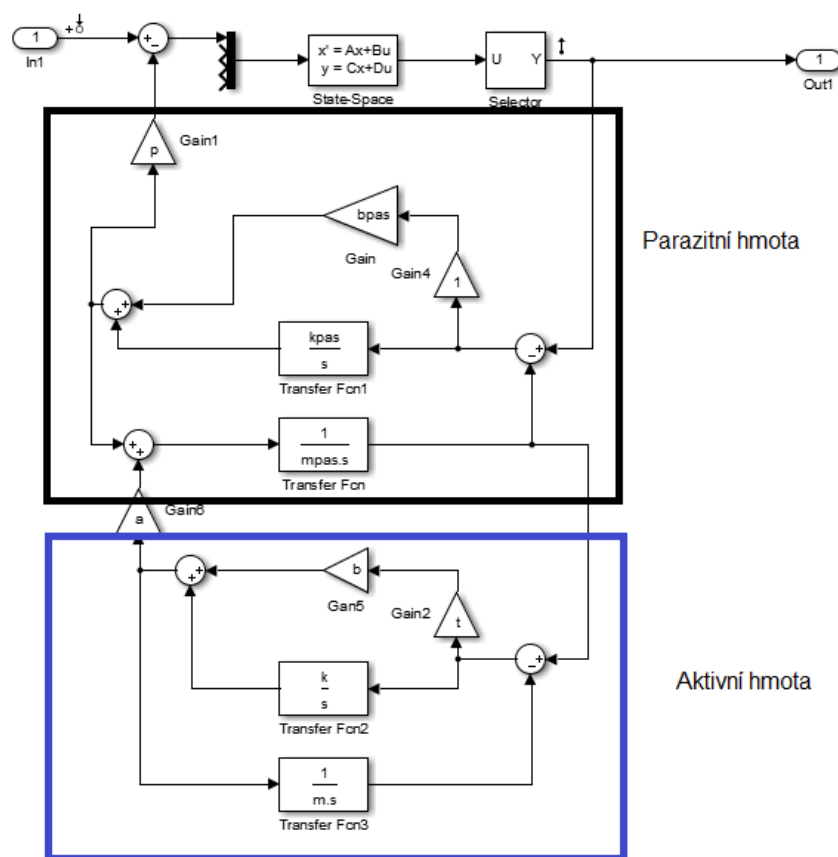 1
In1
+
-
x' = Ax+Bu
y = Cx+Du
State-Space
U Y
Selector
1
Out1
p
Gain1
Parazitní hmota
bpas
Gain
Gain4
1
+
+
kpas
s
Transfer Fcn1
-
+
+
+
1
mpas.s
Transfer Fcn
a
Gain6
+
+
b
Gan5
Gain2
t
k
s
Transfer Fcn2
-
+
Aktivní hmota
1
m.s
Transfer Fcn3